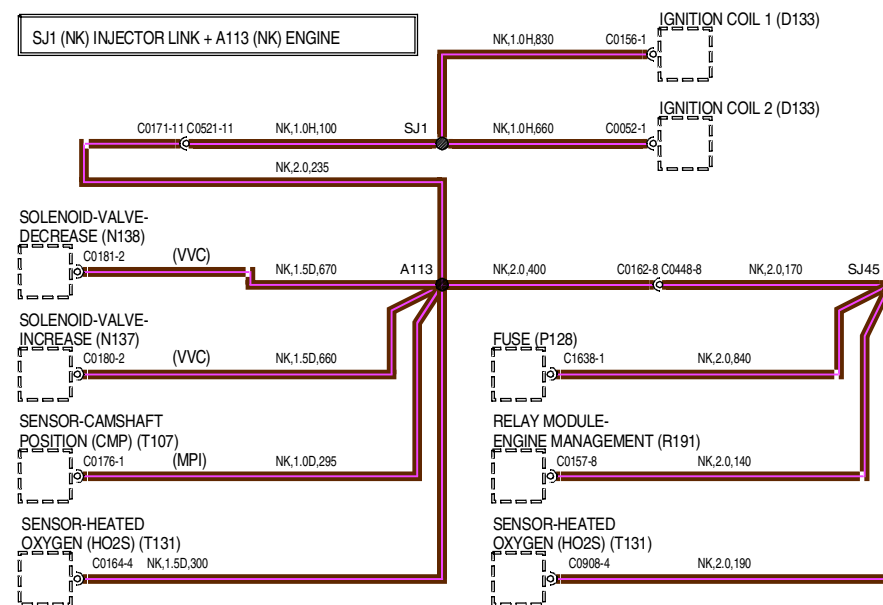 SJ1 (NK) INJECTOR LINK + A113 (NK) ENGINE
IGNITION COIL 1 (D133)
NK,1.0H,830 C0156-1
IGNITION COIL 2 (D133)
C0171-11 C0521-11 NK,1.0H,100 SJ1 NK,1.0H,660 C0052-1
NK,2.0,235
SOLENOID-VALVE-
DECREASE (N138)
C0181-2 (VVC) NK,1.5D,670 A113 NK,2.0,400 C0162-8 C0448-8 NK,2.0,170 SJ45
SOLENOID-VALVE-
INCREASE (N137)
C0180-2 (VVC) NK,1.5D,660
FUSE (P128)
C1638-1 NK,2.0,840
SENSOR-CAMSHAFT
POSITION (CMP) (T107)
C0176-1 (MPI) NK,1.0D,295
RELAY MODULE-
ENGINE MANAGEMENT (R191)
C0157-8 NK,2.0,140
SENSOR-HEATED
OXYGEN (HO2S) (T131)
C0164-4 NK,1.5D,300
SENSOR-HEATED
OXYGEN (HO2S) (T131)
C0908-4 NK,2.0,190